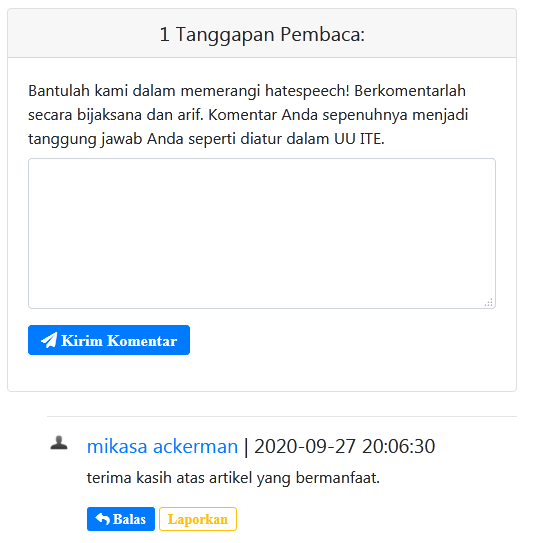 1 Tanggapan Pembaca:
Bantulah kami dalam memerangi hatespeech! Berkomentarlah
secara bijaksana dan arif. Komentar Anda sepenuhnya menjadi
tanggung jawab Anda seperti diatur dalam UU ITE.
Kirim Komentar
mikasa ackerman | 2020-09-27 20:06:30
terima kasih atas artikel yang bermanfaat.
Balas Laporkan